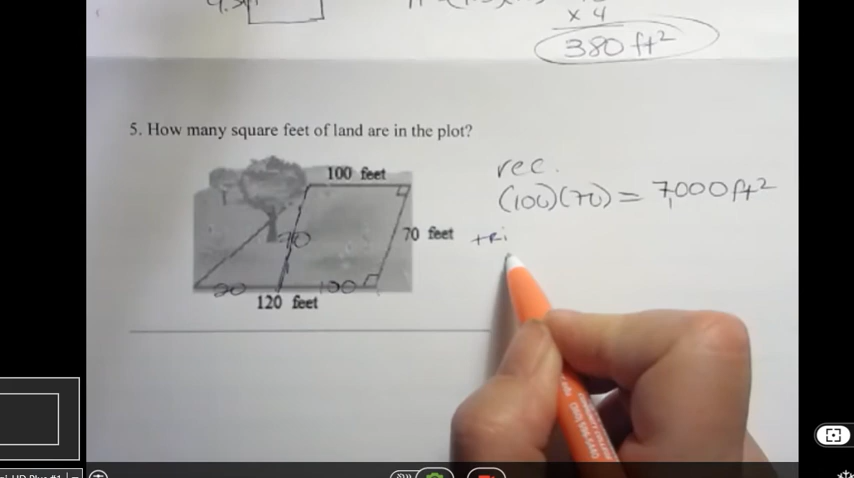 x 4
380 ft²
5. How many square feet of land are in the plot?
100 feet
rec.
(100)(70) = 7,000 ft²
70
70 feet
tri
20
100
120 feet